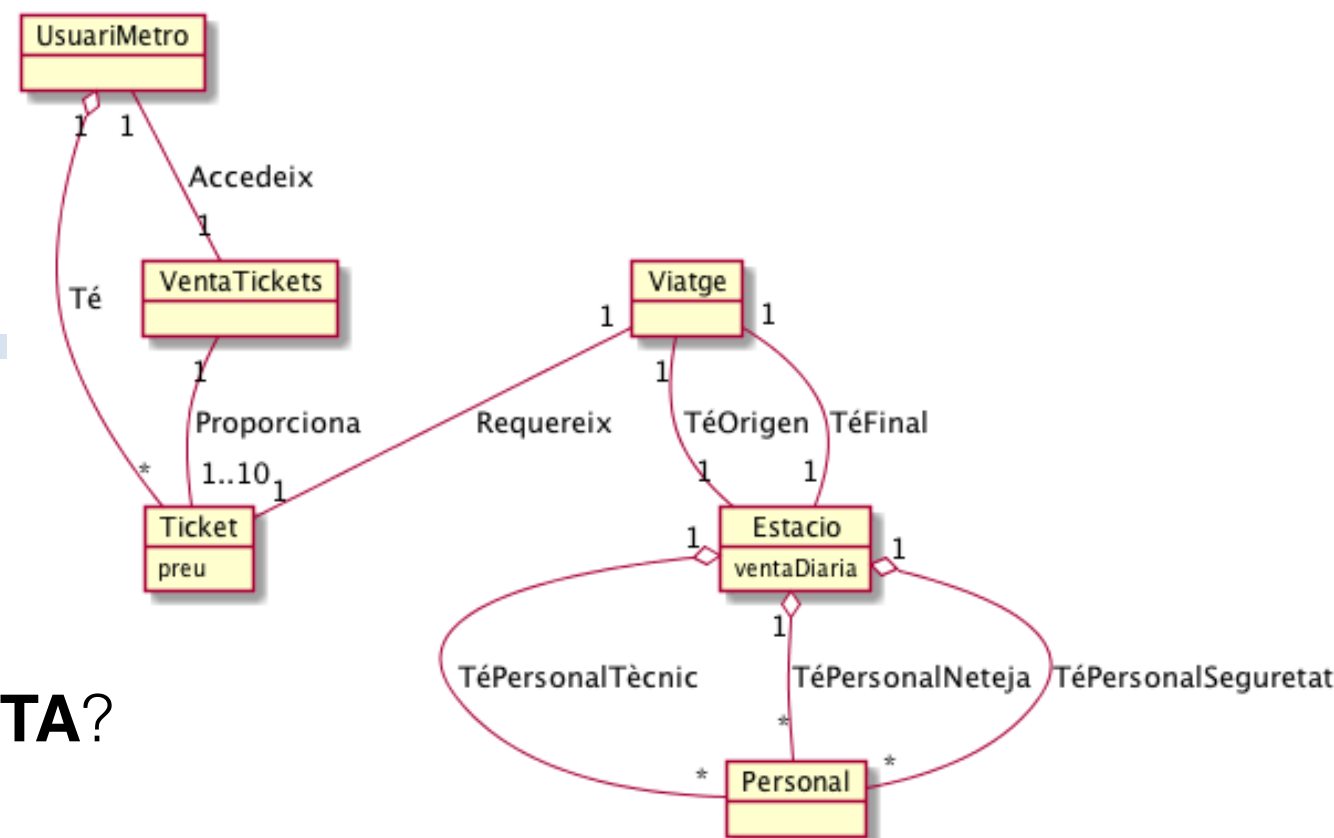 UsuariMetro
1 1
Accedeix
1
VentaTickets
Viatge
Té
1 1
1 1
Proporciona
Requereix
TéOrigen
TéFinal
* 1..10
1
1 1
Ticket
preu
Estacio
ventaDiaria
1 1
1
TéPersonalTècnic
TéPersonalNeteja
TéPersonalSeguretat
TA?
*
* *
Personal